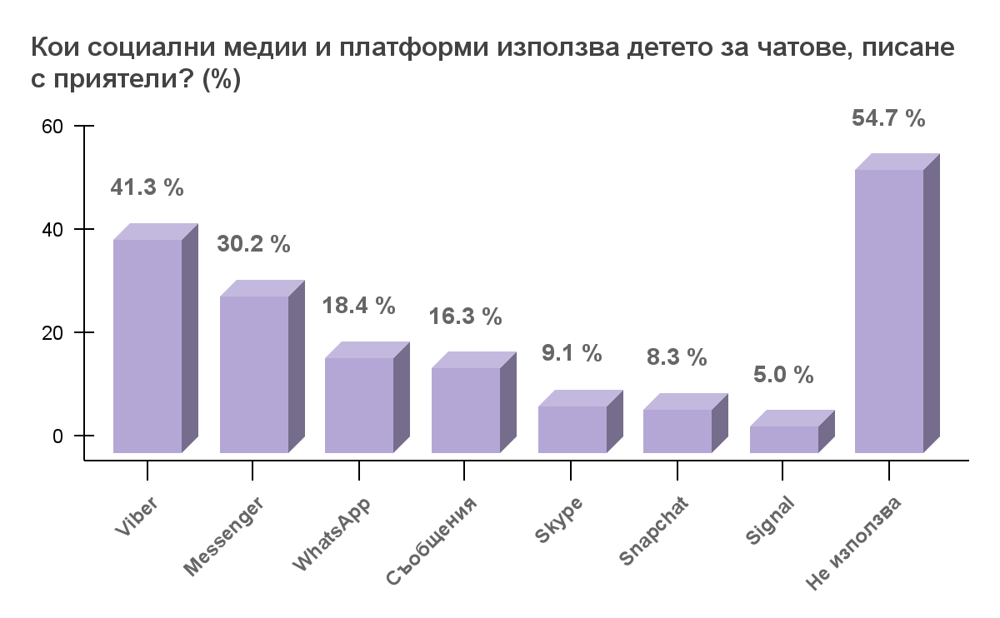 Кои социални медии и платформи използва детето за чатове, писане
с приятели? (%)
60
40
20
0
41.3 %
30.2 %
18.4 %
16.3 %
9.1 %
8.3 %
5.0 %
54.7 %
Viber
Messenger
WhatsApp
Съобщения
Skype
Snapchat
Signal
Не използва